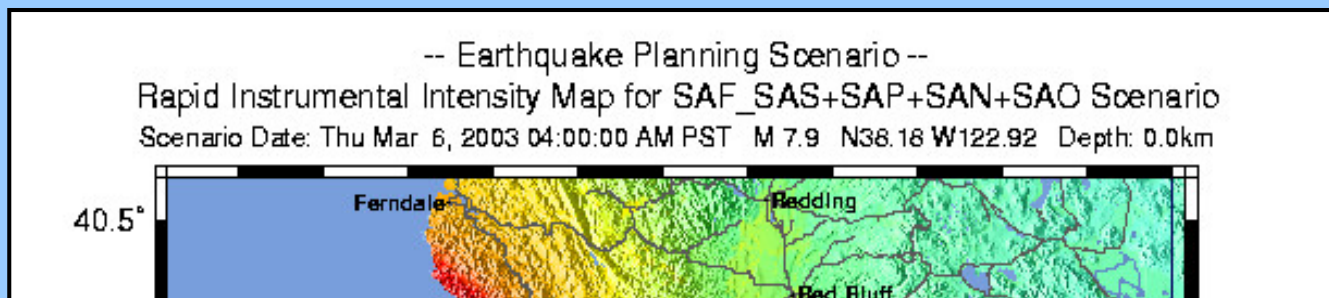 -- Earthquake Planning Scenario --
Rapid Instrumental Intensity Map for SAF_SAS+SAP+SAN+SAO Scenario
Scenario Date: Thu Mar 6, 2003 04:00:00 AM PST M 7.9 N38.18 W122.92 Depth: 0.0km
Ferndale
Redding
40.5°
Red Bluff